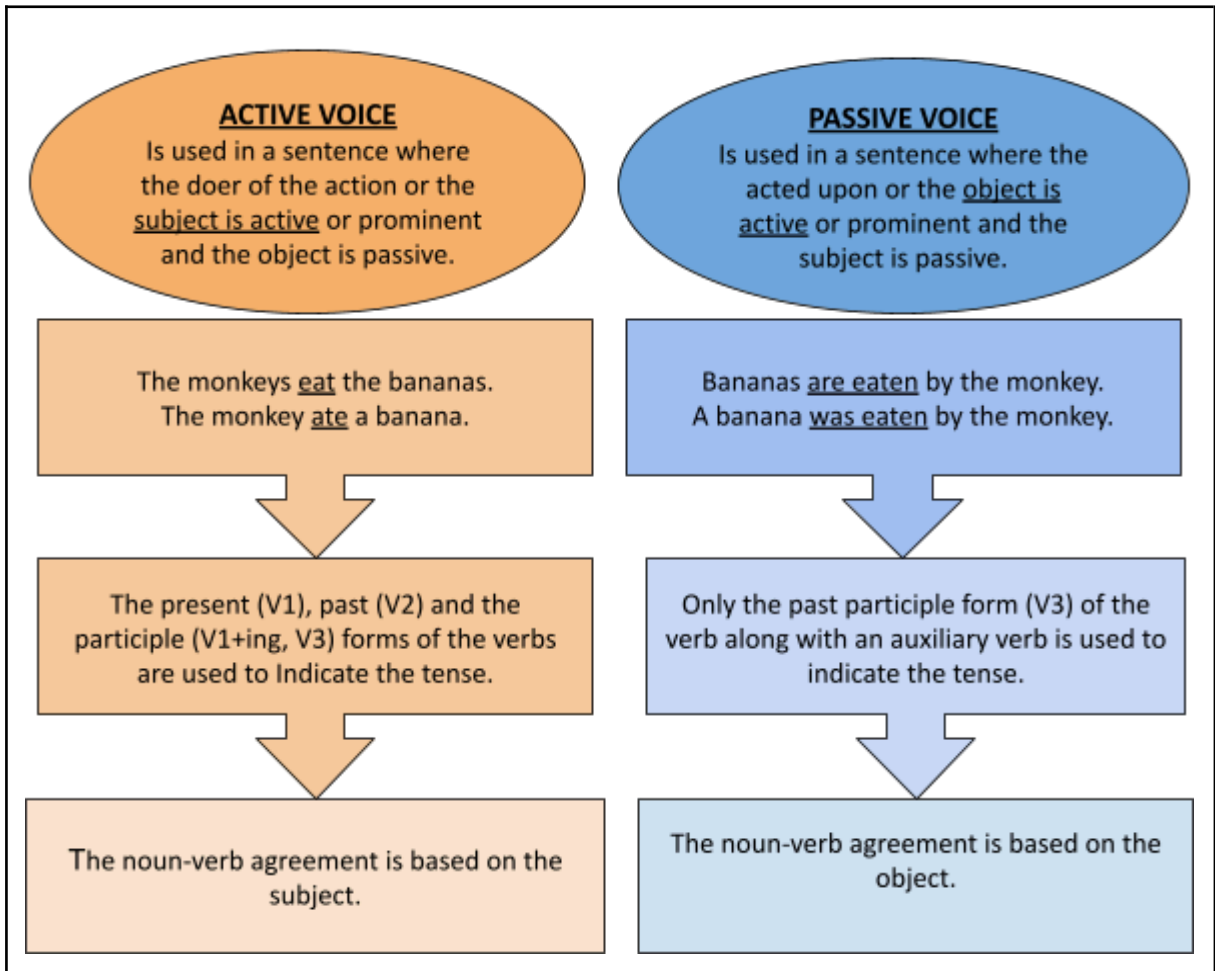 ACTIVE VOICE
Is used in a sentence where
the doer of the action or the
subject is active or prominent
and the object is passive.
The monkeys eat the bananas.
The monkey ate a banana.
The present (V1), past (V2) and the
participle (V1+ing, V3) forms of the verbs
are used to Indicate the tense.
The noun-verb agreement is based on the
subject.
PASSIVE VOICE
Is used in a sentence where the
acted upon or the object is
active or prominent and the
subject is passive.
Bananas are eaten by the monkey.
A banana was eaten by the monkey.
Only the past participle form (V3) of the
verb along with an auxiliary verb is used to
indicate the tense.
The noun-verb agreement is based on the
object.